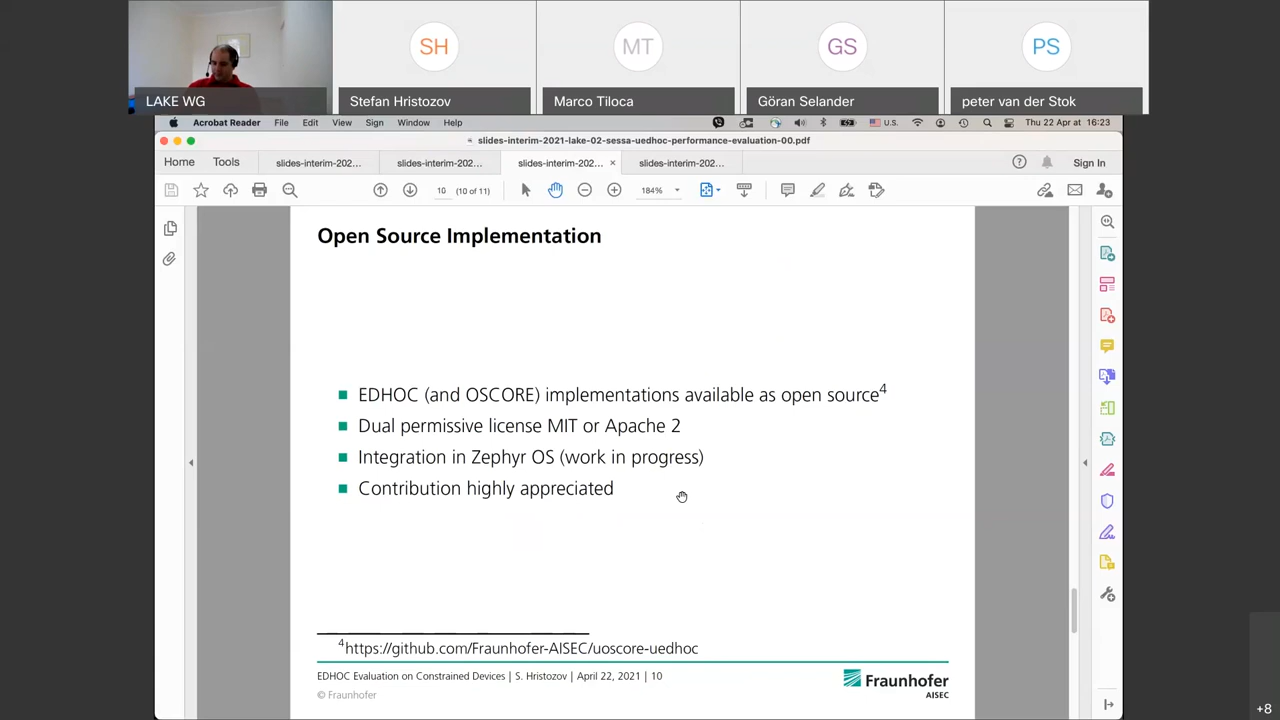 SH
MT
GS
PS
LAKE WG
Stefan Hristozov
Marco Tiloca
Göran Selander
peter van der Stok
Acrobat Reader File Edit View Sign Window Help
U.S.
Thu 22 Apr at 16:23
slides-interim-2021-lake-02-sessa-uedhoc-performance-evaluation-00.pdf
Home Tools
slides-interim-202...
slides-interim-202...
slides-interim-202... ×
slides-interim-202...
Sign In
10 (10 of 11)
184%
Open Source Implementation
EDHOC (and OSCORE) implementations available as open source4
Dual permissive license MIT or Apache 2
Integration in Zephyr OS (work in progress)
Contribution highly appreciated
4https://github.com/Fraunhofer-AISEC/uoscore-uedhoc
EDHOC Evaluation on Constrained Devices | S. Hristozov | April 22, 2021 | 10
© Fraunhofer
Fraunhofer
AISEC
+8